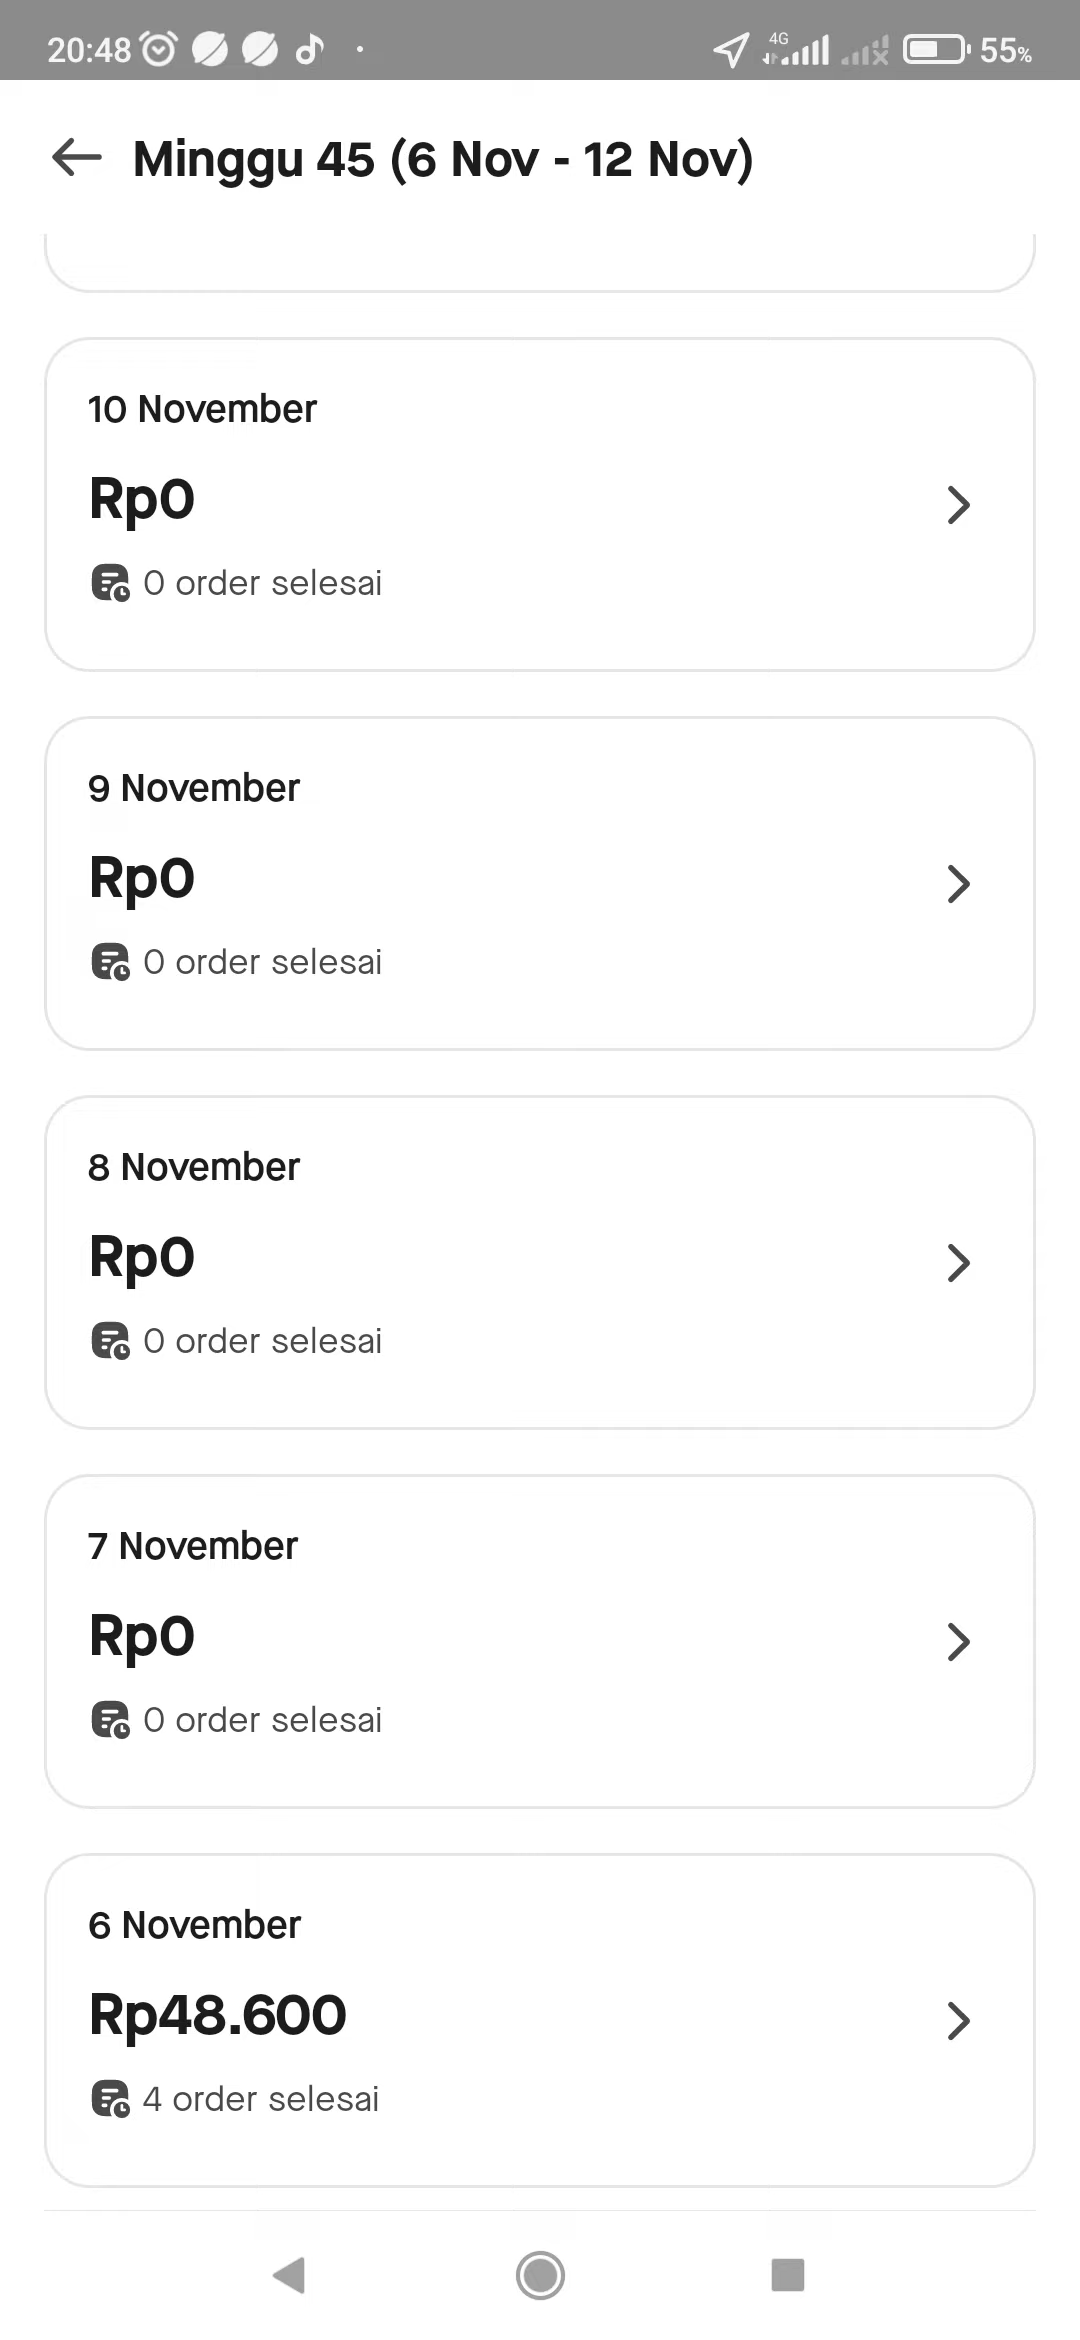 20:48
4G
55%
Minggu 45 (6 Nov - 12 Nov)
10 November
Rp0
0 order selesai
9 November
Rp0
0 order selesai
8 November
Rp0
0 order selesai
7 November
Rp0
0 order selesai
6 November
Rp48.600
4 order selesai